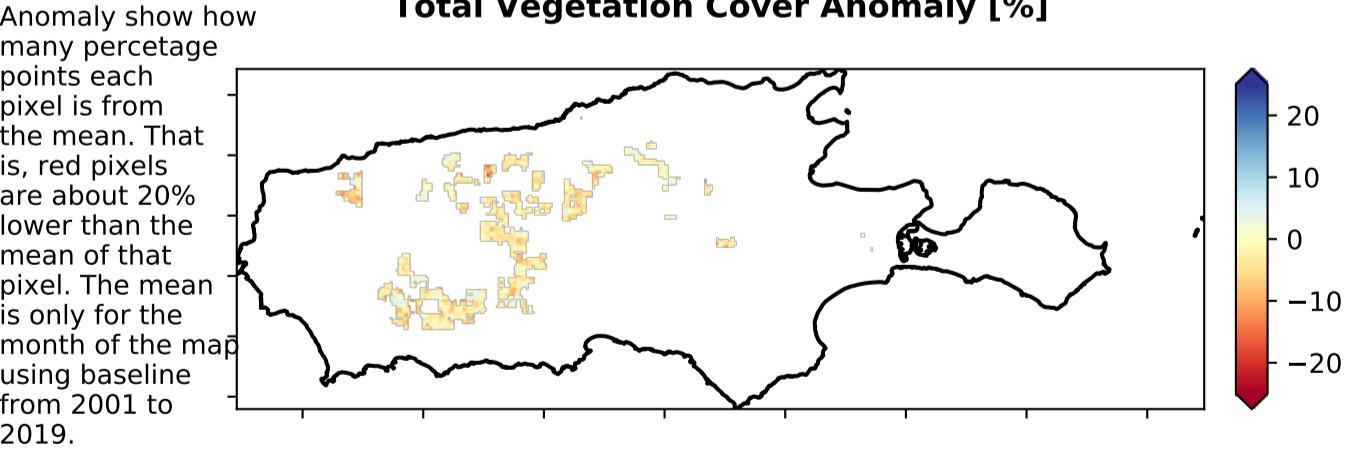 Total Vegetation Cover Anomaly [%]
Anomaly show how
many percetage
points each
pixel is from
the mean. That
is, red pixels
are about 20%
lower than the
mean of that
pixel. The mean
is only for the
month of the map
using baseline
from 2001 to
2019.
20
10
0
−10
−20